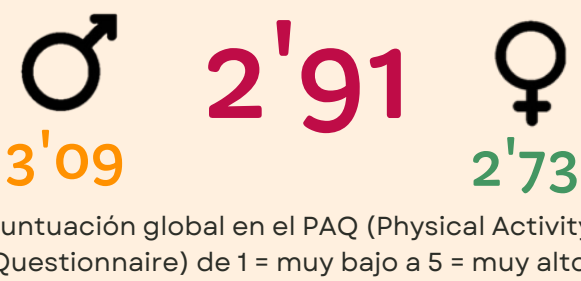 2'91
3'09
2'73
untuación global en el PAQ (Physical Activity
Questionnaire) de 1 = muy bajo a 5 = muy alto